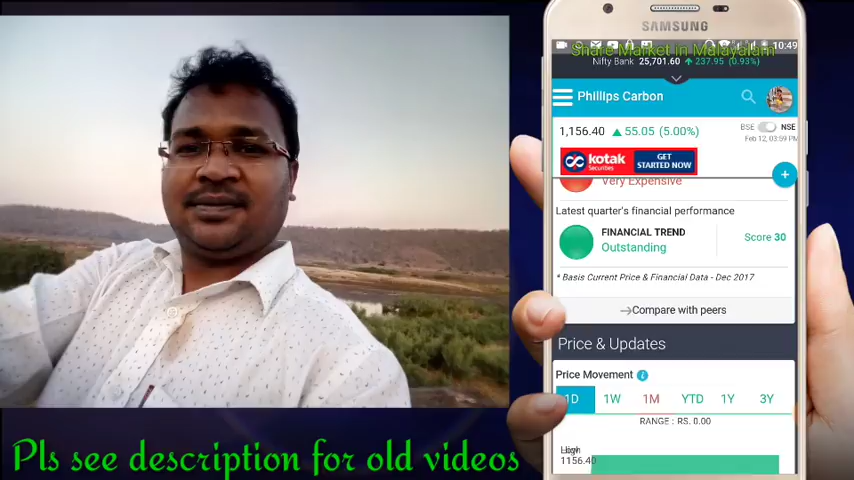 SAMSUNG
10:49
Share Market in Malayalam
Nifty Bank 25,701.60 237.95 (0.93%)
Phillips Carbon
1,156.40 55.05 (5.00%)
BSE NSE
Feb 12, 03:59 PM
kotak Securities
GET STARTED NOW
+
Very Expensive
Latest quarter's financial performance
FINANCIAL TREND
Outstanding
Score 30
* Basis Current Price & Financial Data - Dec 2017
Compare with peers
Price & Updates
Price Movement i
1D 1W 1M YTD 1Y 3Y
RANGE : RS. 0.00
1156.40
Pls see description for old videos